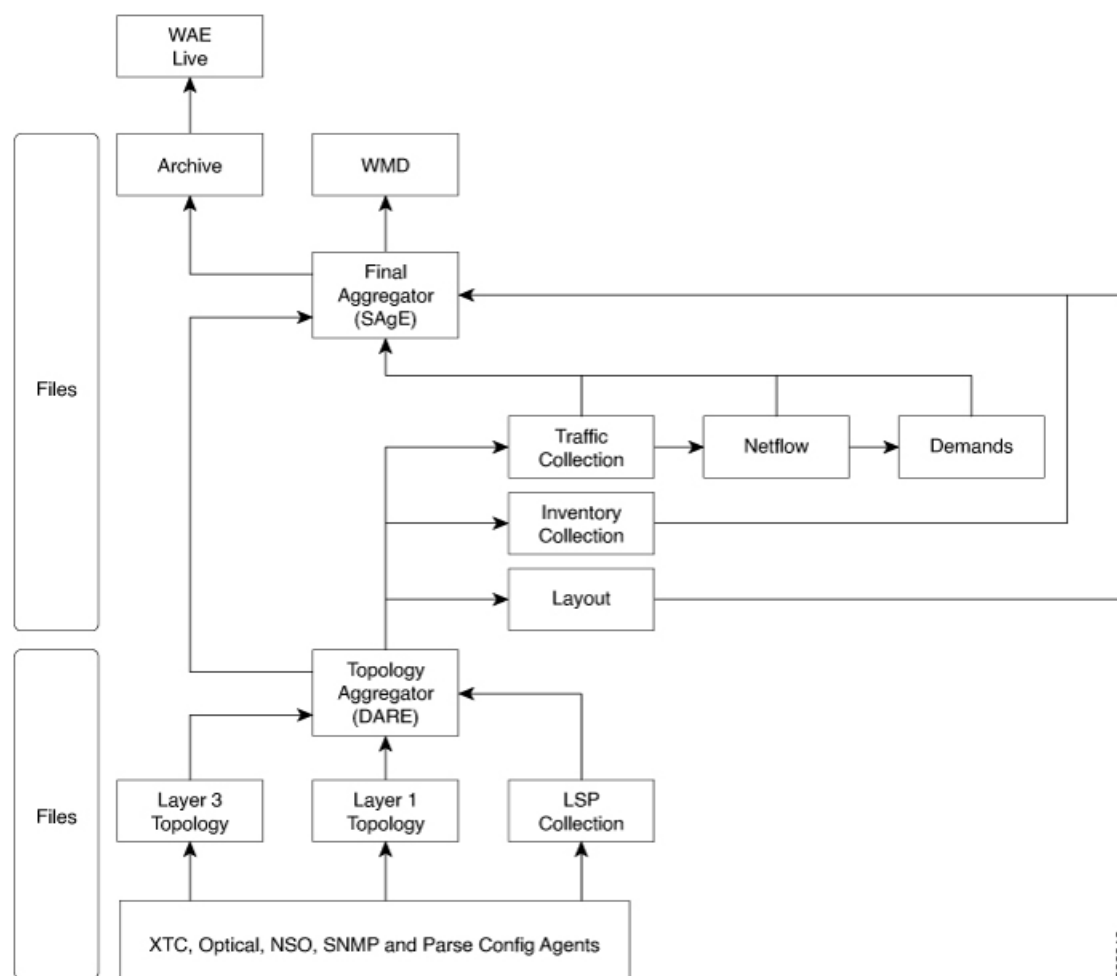 WAE
Live
Archive
WMD
Final
Aggregator
(SAgE)
Files
Traffic
Collection
Netflow
Demands
Inventory
Collection
Layout
Topology
Aggregator
(DARE)
Files
Layer 3
Topology
Layer 1
Topology
LSP
Collection
XTC, Optical, NSO, SNMP and Parse Config Agents